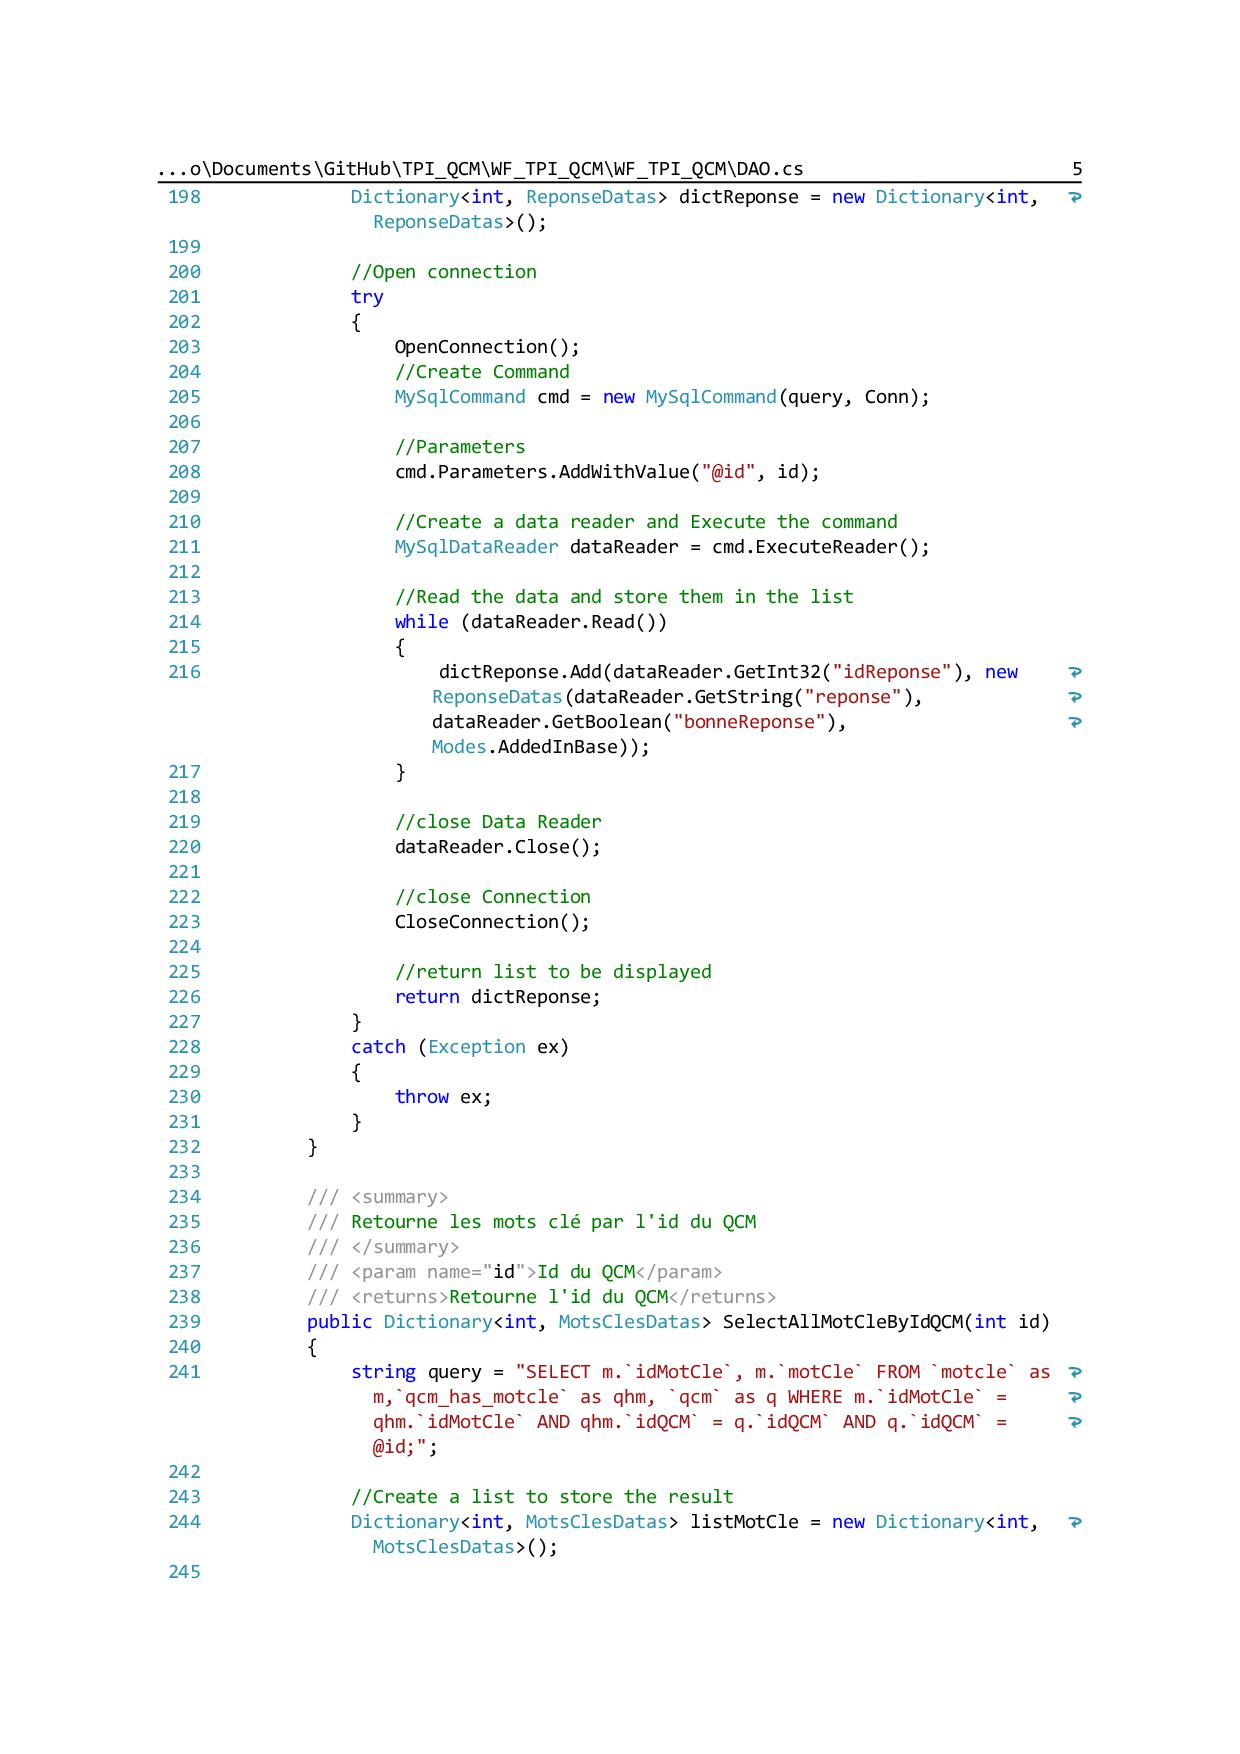 ...o\Documents\GitHub\TPI_QCM\WF_TPI_QCM\WF_TPI_QCM\DAO.cs 5
198 Dictionary<int, ReponseDatas> dictReponse = new Dictionary<int,
ReponseDatas>();
199
200 //Open connection
201 try
202 {
203 OpenConnection();
204 //Create Command
205 MySqlCommand cmd = new MySqlCommand(query, Conn);
206
207 //Parameters
208 cmd.Parameters.AddWithValue("@id", id);
209
210 //Create a data reader and Execute the command
211 MySqlDataReader dataReader = cmd.ExecuteReader();
212
213 //Read the data and store them in the list
214 while (dataReader.Read())
215 {
216 dictReponse.Add(dataReader.GetInt32("idReponse"), new
ReponseDatas(dataReader.GetString("reponse"),
dataReader.GetBoolean("bonneReponse"),
Modes.AddedInBase));
217 }
218
219 //close Data Reader
220 dataReader.Close();
221
222 //close Connection
223 CloseConnection();
224
225 //return list to be displayed
226 return dictReponse;
227 }
228 catch (Exception ex)
229 {
230 throw ex;
231 }
232 }
233
234 /// <summary>
235 /// Retourne les mots clé par l'id du QCM
236 /// </summary>
237 /// <param name="id">Id du QCM</param>
238 /// <returns>Retourne l'id du QCM</returns>
239 public Dictionary<int, MotsClesDatas> SelectAllMotCleByIdQCM(int id)
240 {
241 string query = "SELECT m.`idMotCle`, m.`motCle` FROM `motcle` as
m,`qcm_has_motcle` as qhm, `qcm` as q WHERE m.`idMotCle` =
qhm.`idMotCle` AND qhm.`idQCM` = q.`idQCM` AND q.`idQCM` =
@id;";
242
243 //Create a list to store the result
244 Dictionary<int, MotsClesDatas> listMotCle = new Dictionary<int,
MotsClesDatas>();
245